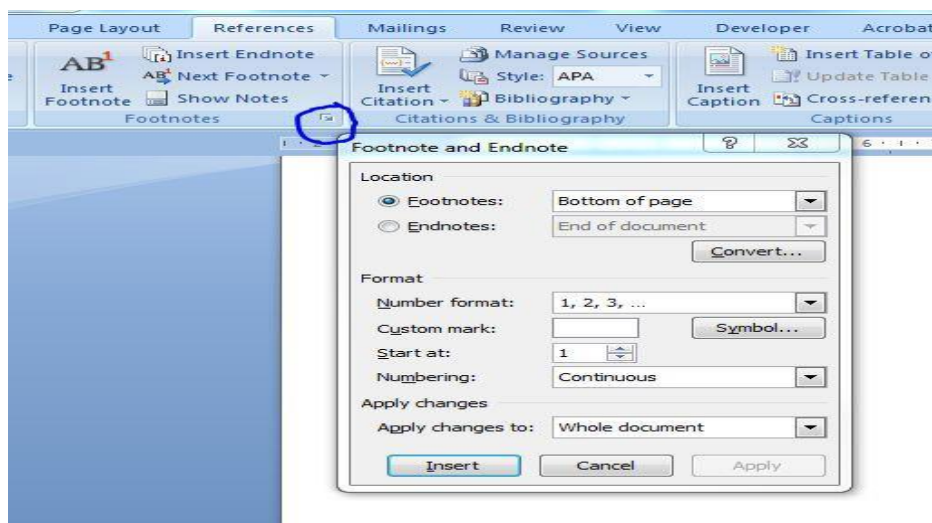 Page Layout References Mailings Review View Developer Acrobat
AB¹ Insert Endnote Manage Sources Insert Table o
AB¹ Next Footnote Style: APA Update Table
Insert Footnote Show Notes Insert Citation Bibliography Insert Caption Cross-referen
Footnotes Citations & Bibliography Captions
Footnote and Endnote
Location
Footnotes: Bottom of page
Endnotes: End of document
Convert...
Format
Number format: 1, 2, 3, ...
Custom mark: Symbol...
Start at: 1
Numbering: Continuous
Apply changes
Apply changes to: Whole document
Insert Cancel Apply